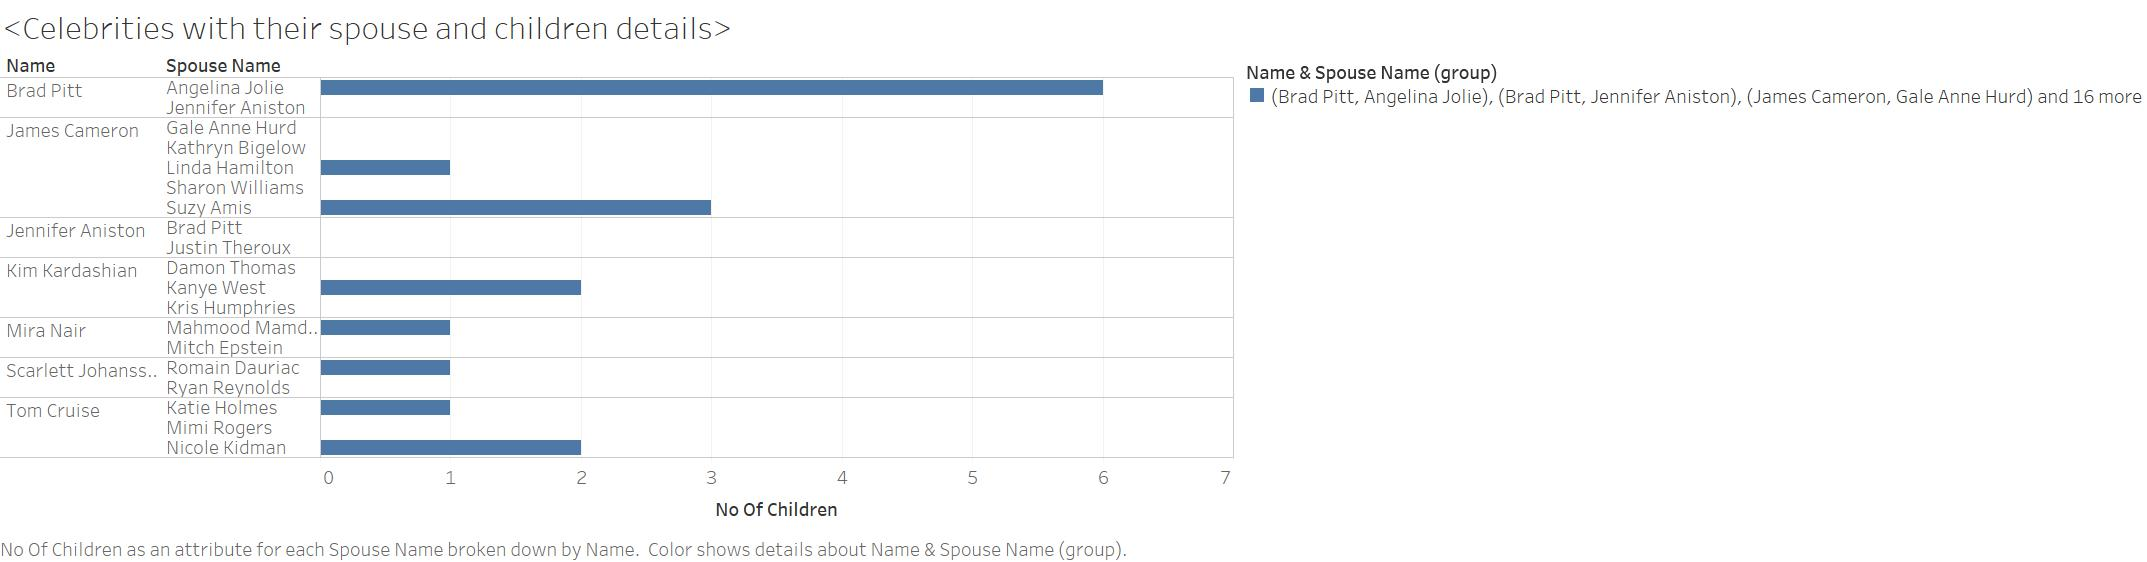 <Celebrities with their spouse and children details>
Name Spouse Name
Brad Pitt Angelina Jolie
Jennifer Aniston
James Cameron Gale Anne Hurd
Kathryn Bigelow
Linda Hamilton
Sharon Williams
Suzy Amis
Jennifer Aniston Brad Pitt
Justin Theroux
Kim Kardashian Damon Thomas
Kanye West
Kris Humphries
Mira Nair Mahmood Mamd..
Mitch Epstein
Scarlett Johanss.. Romain Dauriac
Ryan Reynolds
Tom Cruise Katie Holmes
Mimi Rogers
Nicole Kidman
0 1 2 3 4 5 6 7
No Of Children
Name & Spouse Name (group)
(Brad Pitt, Angelina Jolie), (Brad Pitt, Jennifer Aniston), (James Cameron, Gale Anne Hurd) and 16 more
No Of Children as an attribute for each Spouse Name broken down by Name. Color shows details about Name & Spouse Name (group).